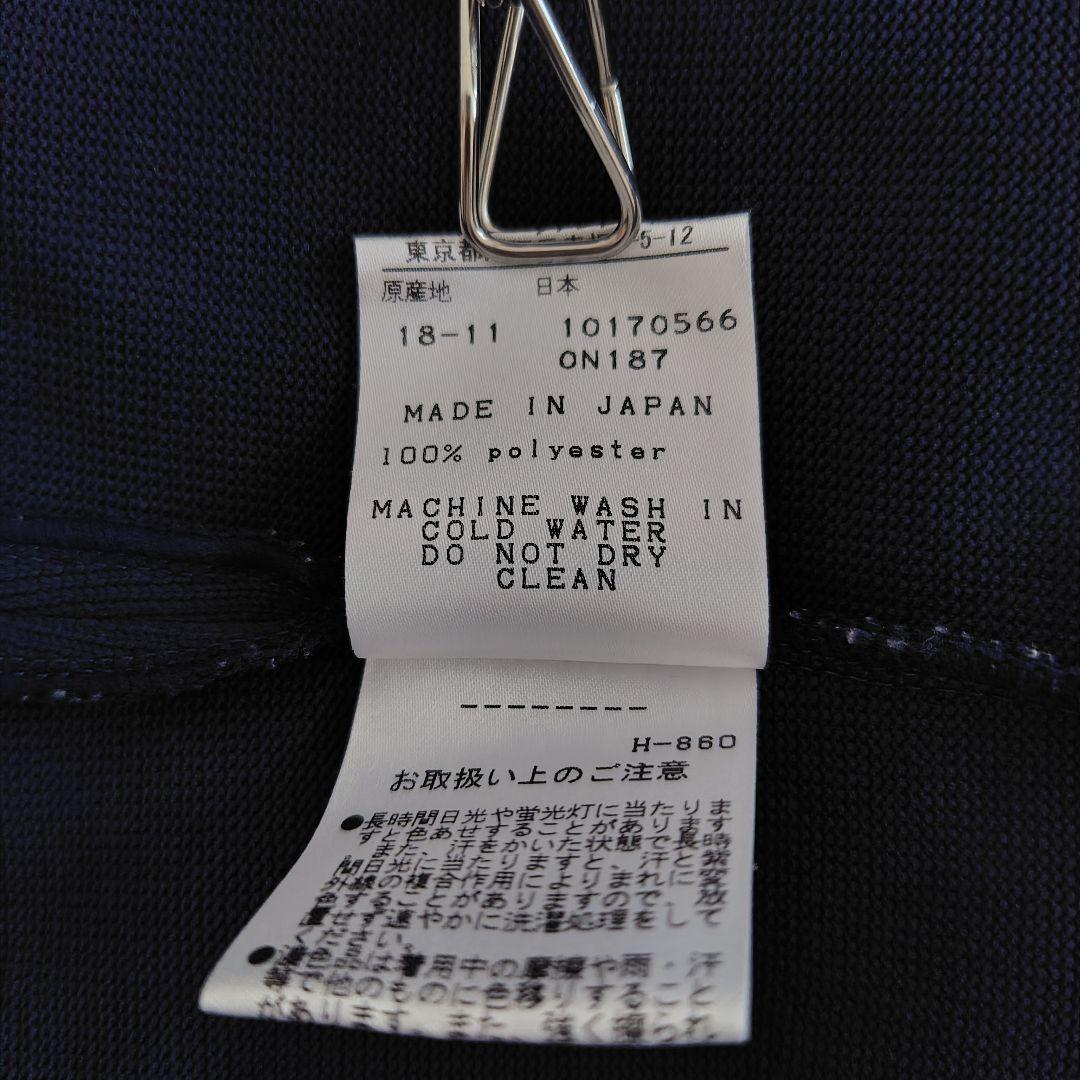 東京都 5-12
原産地 日本
18-11 10170566
0N187
MADE IN JAPAN
100% polyester
MACHINE WASH IN
COLD WATER
DO NOT DRY
CLEAN
--------
H-860
お取扱い上のご注意
●長時間日光や蛍光灯に当たりま
すと色あせすることがあります
また、汗をかいた状態で長時
間日光に当たりますと、汗と紫
外線の複合作用によりまれに変
色することがありますので、放
置せず速やかに洗濯処理をして
ください。
●濃色品は着用中の摩擦や雨・汗
等で他のものに色移りすること
があります。また、強く擦られ